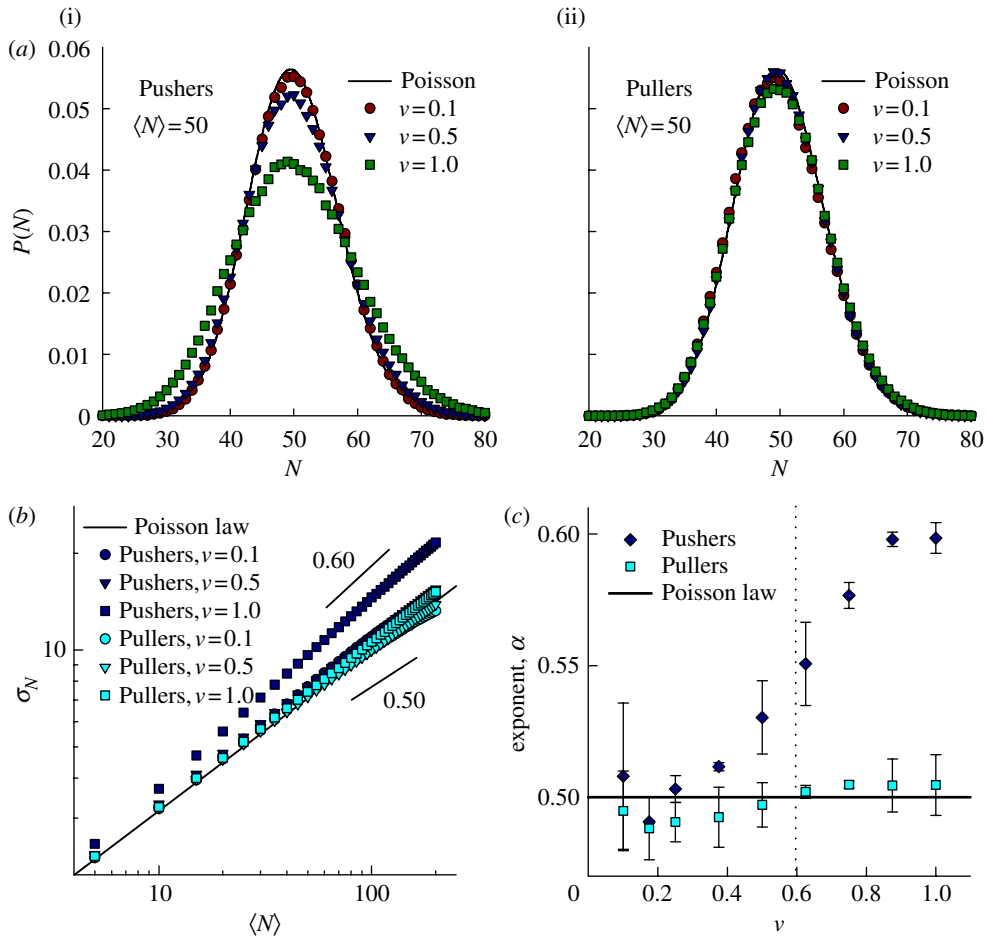 (i)
(ii)
(a)
0.06
0.05
0.04
0.03
0.02
0.01
0
P(N)
Pushers
⟨N⟩=50
Poisson
v=0.1
v=0.5
v=1.0
20 30 40 50 60 70 80
N
Pullers
⟨N⟩=50
Poisson
v=0.1
v=0.5
v=1.0
20 30 40 50 60 70 80
N
(b)
Poisson law
Pushers, v=0.1
Pushers, v=0.5
Pushers, v=1.0
Pullers, v=0.1
Pullers, v=0.5
Pullers, v=1.0
0.60
0.50
10
σN
10 100
⟨N⟩
(c)
0.60
0.55
0.50
exponent, α
Pushers
Pullers
Poisson law
0 0.2 0.4 0.6 0.8 1.0
v